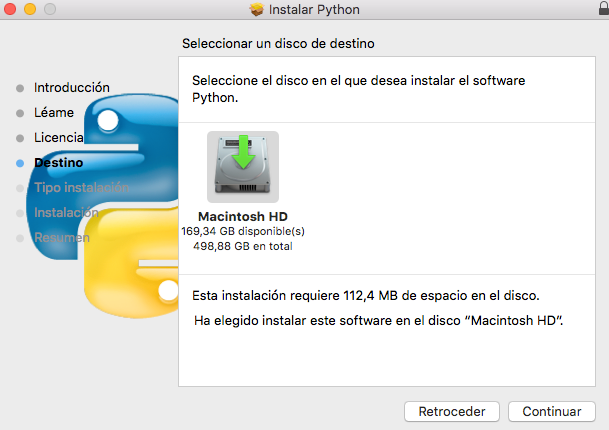 Instalar Python
Seleccionar un disco de destino
Introducción
Léame
Licencia
Destino
Tipo instalación
Instalación
Resumen
Seleccione el disco en el que desea instalar el software
Python.
Macintosh HD
169,34 GB disponible(s)
498,88 GB en total
Esta instalación requiere 112,4 MB de espacio en el disco.
Ha elegido instalar este software en el disco “Macintosh HD”.
Retroceder
Continuar